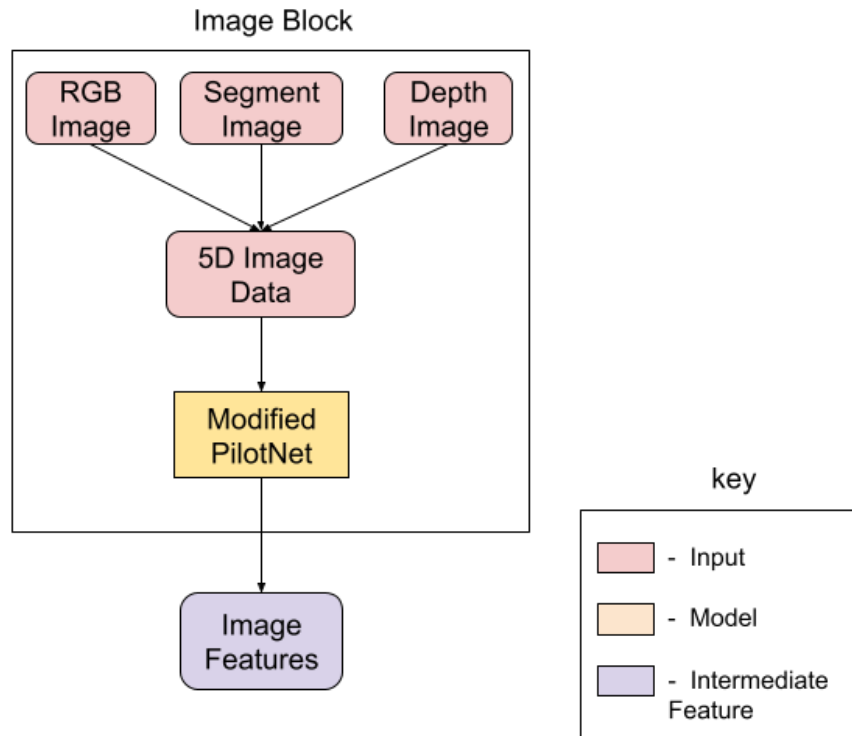 Image Block
RGB
Image
Segment
Image
Depth
Image
5D Image
Data
Modified
PilotNet
Image
Features
key
- Input
- Model
- Intermediate
Feature